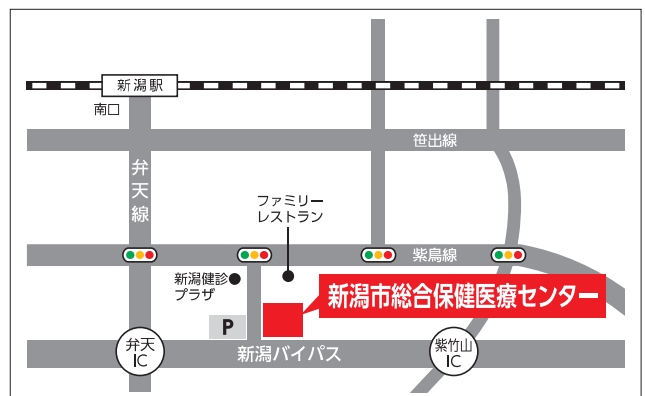 新潟駅
南口
笹出線
弁天線
ファミリー
レストラン
紫鳥線
新潟健診
プラザ
新潟市総合保健医療センター
P
弁天
IC
新潟バイパス
紫竹山
IC